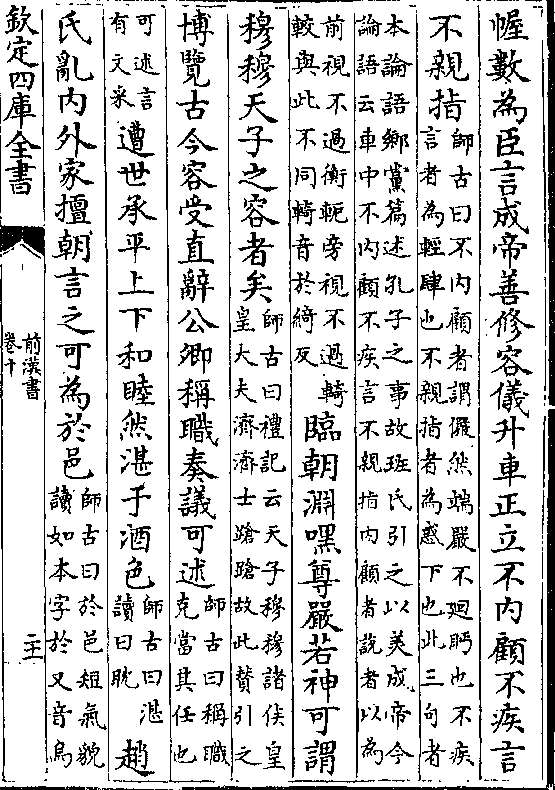 幄數為臣言成帝善修容儀升車正立不内顧不疾言
不親指師古曰不内顧者謂儼然端嚴不廻眄也不疾
言者為輕肆也不親指者為惑下也此三句者
本論語鄉黨篇述孔子之事故班氏引之以美成帝今
論語云車中不内顧不疾言不親指内顧者說者以為
前視不過衡軛旁視不過輢
較與此不同輢音於綺反臨朝淵嘿尊嚴若神可謂
穆穆天子之容者矣師古曰禮記云天子穆穆諸侯皇
皇大夫濟濟士蹌蹌故此贊引之
博覽古今容受直辭公卿稱職奏議可述師古曰稱職
克當其任也
可述言
有文采遭世承平上下和睦然湛于酒色師古曰湛
讀曰躭趙
氏亂内外家擅朝言之可為於邑師古曰於邑短氣貌
讀如本字於又音烏
欽定四庫全書
前漢書
卷十
二十